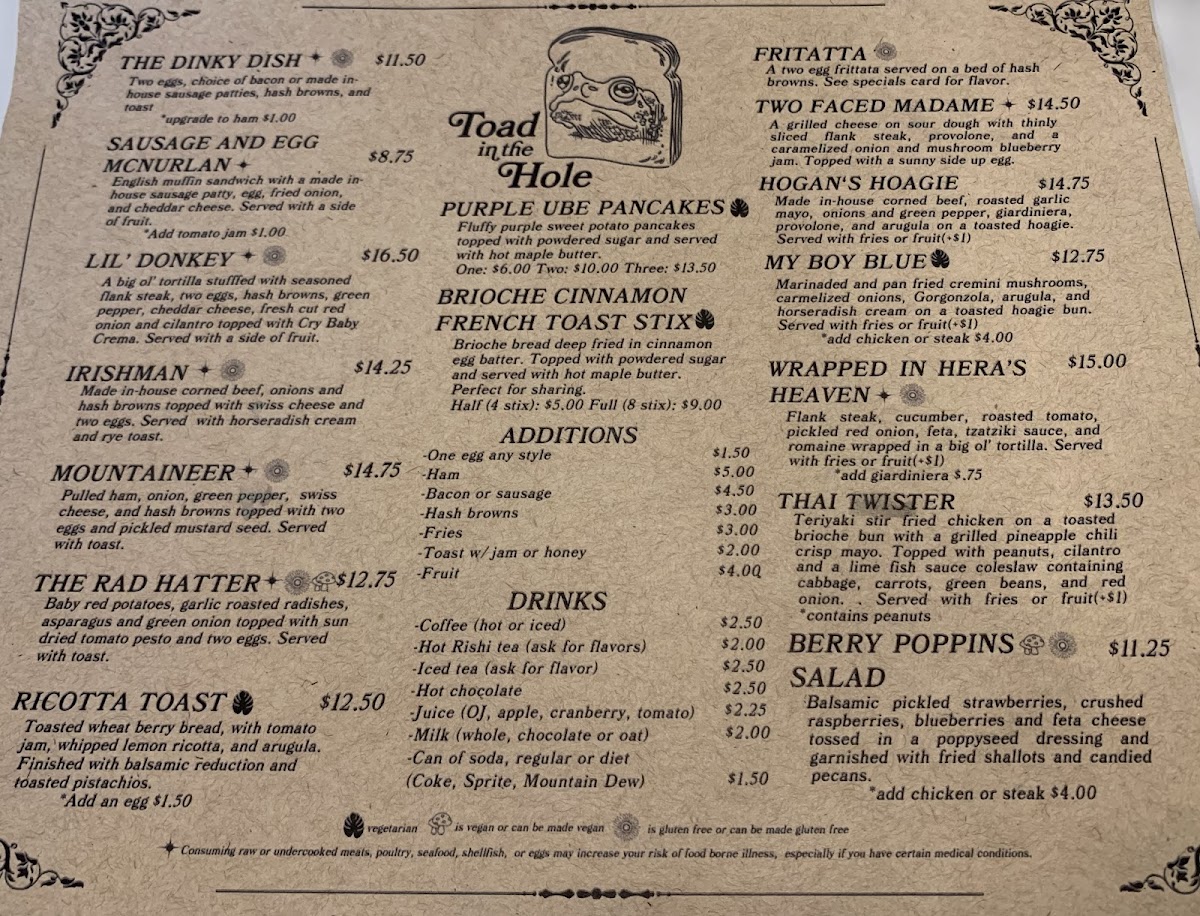 THE DINKY DISH $11.50
Two eggs, choice of bacon or made in-
house sausage patties, hash browns, and
toast
*upgrade to ham $1.00
SAUSAGE AND EGG
MCNURLAN $8.75
English muffin sandwich with a made in-
house sausage patty, egg, fried onion,
and cheddar cheese. Served with a side
of fruit.
*Add tomato jam $1.00
LIL' DONKEY $16.50
A big ol' tortilla stufffed with seasoned
flank steak, two eggs, hash browns, green
pepper, cheddar cheese, fresh cut red
onion and cilantro topped with Cry Baby
Crema. Served with a side of fruit.
IRISHMAN $14.25
Made in-house corned beef, onions and
hash browns topped with swiss cheese and
two eggs. Served with horseradish cream
and rye toast.
MOUNTAINEER $14.75
Pulled ham, onion, green pepper, swiss
cheese, and hash browns topped with two
eggs and pickled mustard seed. Served
with toast.
THE RAD HATTER $12.75
Baby red potatoes, garlic roasted radishes,
asparagus and green onion topped with sun
dried tomato pesto and two eggs. Served
with toast.
RICOTTA TOAST $12.50
Toasted wheat berry bread, with tomato
jam, whipped lemon ricotta, and arugula.
Finished with balsamic reduction and
toasted pistachios.
*Add an egg $1.50
Toad
in the
Hole
PURPLE UBE PANCAKES
Fluffy purple sweet potato pancakes
topped with powdered sugar and served
with hot maple butter.
One: $6.00 Two: $10.00 Three: $13.50
BRIOCHE CINNAMON
FRENCH TOAST STIX
Brioche bread deep fried in cinnamon
egg batter. Topped with powdered sugar
and served with hot maple butter.
Perfect for sharing.
Half (4 stix): $5.00 Full (8 stix): $9.00
ADDITIONS
-One egg any style $1.50
-Ham $5.00
-Bacon or sausage $4.50
-Hash browns $3.00
-Fries $3.00
-Toast w/jam or honey $2.00
-Fruit $4.00
DRINKS
-Coffee (hot or iced) $2.50
-Hot Rishi tea (ask for flavors) $2.00
-Iced tea (ask for flavor) $2.50
-Hot chocolate $2.50
-Juice (OJ, apple, cranberry, tomato) $2.25
-Milk (whole, chocolate or oat) $2.00
-Can of soda, regular or diet
(Coke, Sprite, Mountain Dew) $1.50
FRITATTA
A two egg frittata served on a bed of hash
browns. See specials card for flavor.
TWO FACED MADAME $14.50
A grilled cheese on sour dough with thinly
sliced flank steak, provolone, and a
caramelized onion and mushroom blueberry
jam. Topped with a sunny side up egg.
HOGAN'S HOAGIE $14.75
Made in-house corned beef, roasted garlic
mayo, onions and green pepper, giardiniera,
provolone, and arugula on a toasted hoagie.
Served with fries or fruit(+$1)
MY BOY BLUE $12.75
Marinaded and pan fried cremini mushrooms,
carmelized onions, Gorgonzola, arugula, and
horseradish cream on a toasted hoagie bun.
Served with fries or fruit(+$1)
*add chicken or steak $4.00
WRAPPED IN HERA'S $15.00
HEAVEN
Flank steak, cucumber, roasted tomato,
pickled red onion, feta, tzatziki sauce, and
romaine wrapped in a big ol' tortilla. Served
with fries or fruit(+$1)
*add giardiniera $.75
THAI TWISTER $13.50
Teriyaki stir fried chicken on a toasted
brioche bun with a grilled pineapple chili
crisp mayo. Topped with peanuts, cilantro
and a lime fish sauce coleslaw containing
cabbage, carrots, green beans, and red
onion. . Served with fries or fruit(+$1)
*contains peanuts
BERRY POPPINS $11.25
SALAD
Balsamic pickled strawberries, crushed
raspberries, blueberries and feta cheese
tossed in a poppyseed dressing and
garnished with fried shallots and candied
pecans.
*add chicken or steak $4.00
vegetarian is vegan or can be made vegan is gluten free or can be made gluten free
Consuming raw or undercooked meats, poultry, seafood, shellfish, or eggs may increase your risk of food borne illness, especially if you have certain medical conditions.